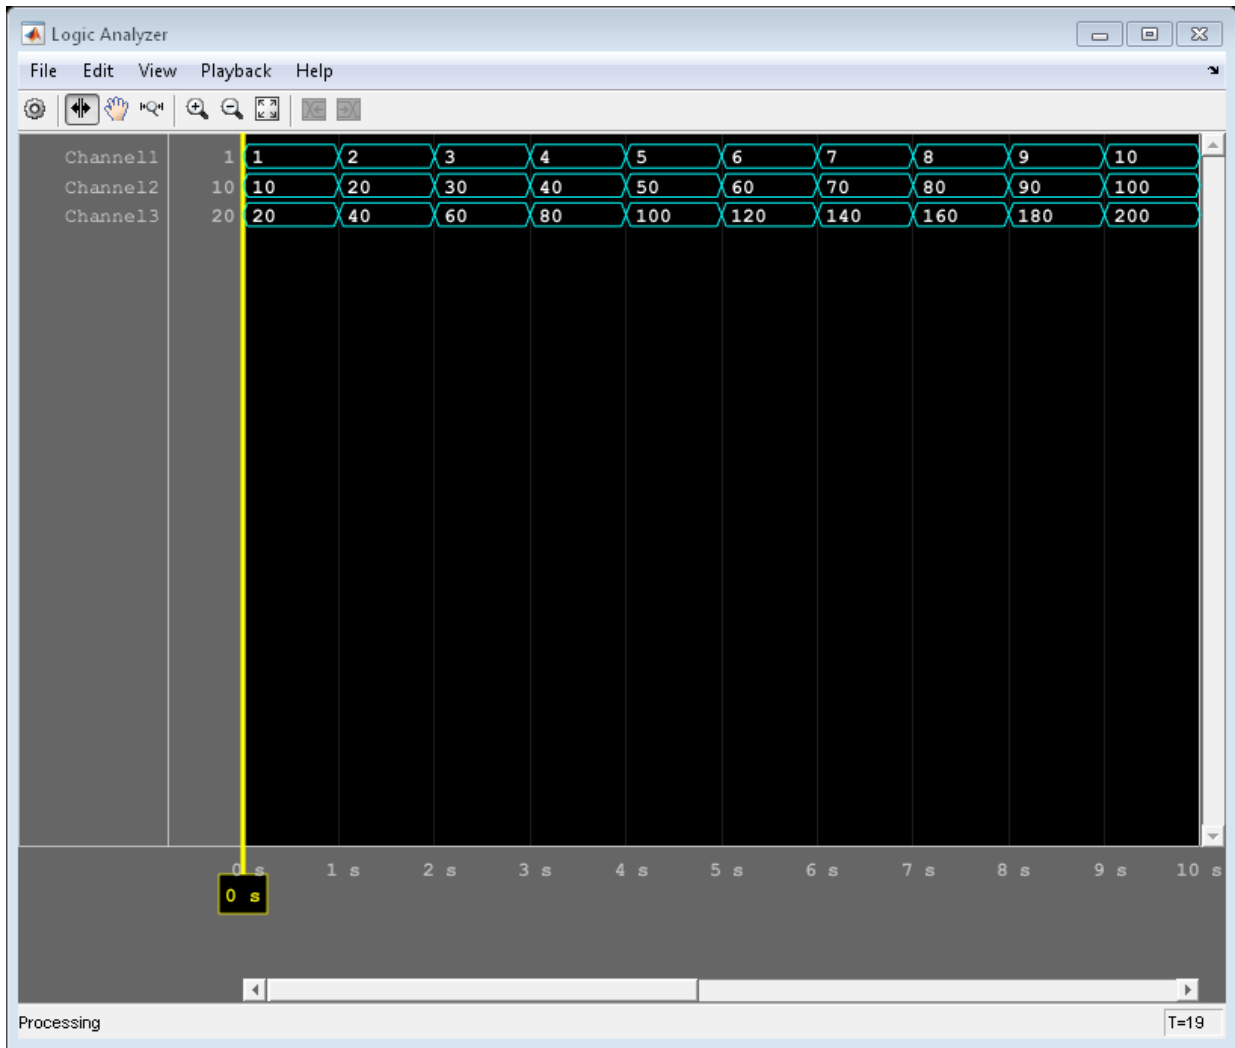 Logic Analyzer
File Edit View Playback Help
Channel1 1 1 2 3 4 5 6 7 8 9 10
Channel2 10 10 20 30 40 50 60 70 80 90 100
Channel3 20 20 40 60 80 100 120 140 160 180 200
0 s 1 s 2 s 3 s 4 s 5 s 6 s 7 s 8 s 9 s 10 s
0 s
Processing T=19